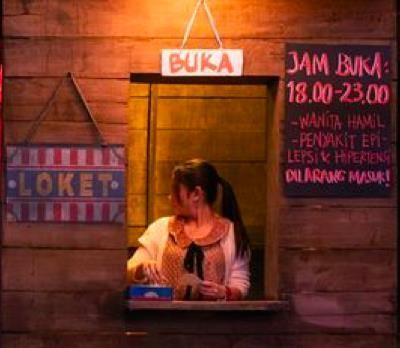 BUKA
LOKET
JAM BUKA:
18.00-23.00
-WANITA HAMIL
-PENYAKIT EPI-
LEPSI & HIPERTENSI
DILARANG MASUK!